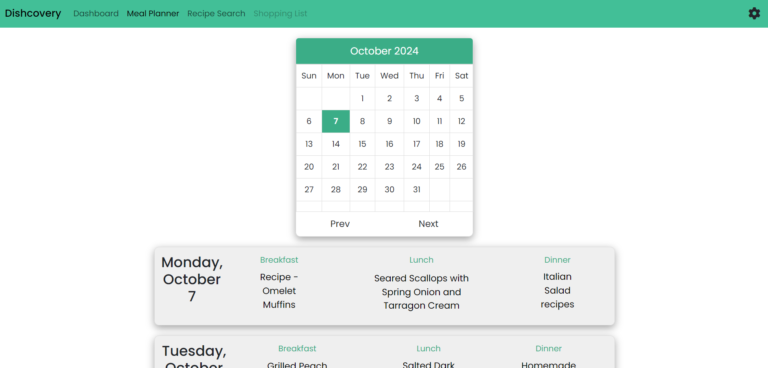 Dishcovery Dashboard Meal Planner Recipe Search Shopping List
October 2024
Sun Mon Tue Wed Thu Fri Sat
1 2 3 4 5
6 7 8 9 10 11 12
13 14 15 16 17 18 19
20 21 22 23 24 25 26
27 28 29 30 31
Prev Next
Monday,
October
7
Breakfast
Recipe -
Omelet
Muffins
Lunch
Seared Scallops with
Spring Onion and
Tarragon Cream
Dinner
Italian
Salad
recipes
Tuesday,
October
Breakfast
Grilled Peach
Lunch
Salted Dark
Dinner
Homemade